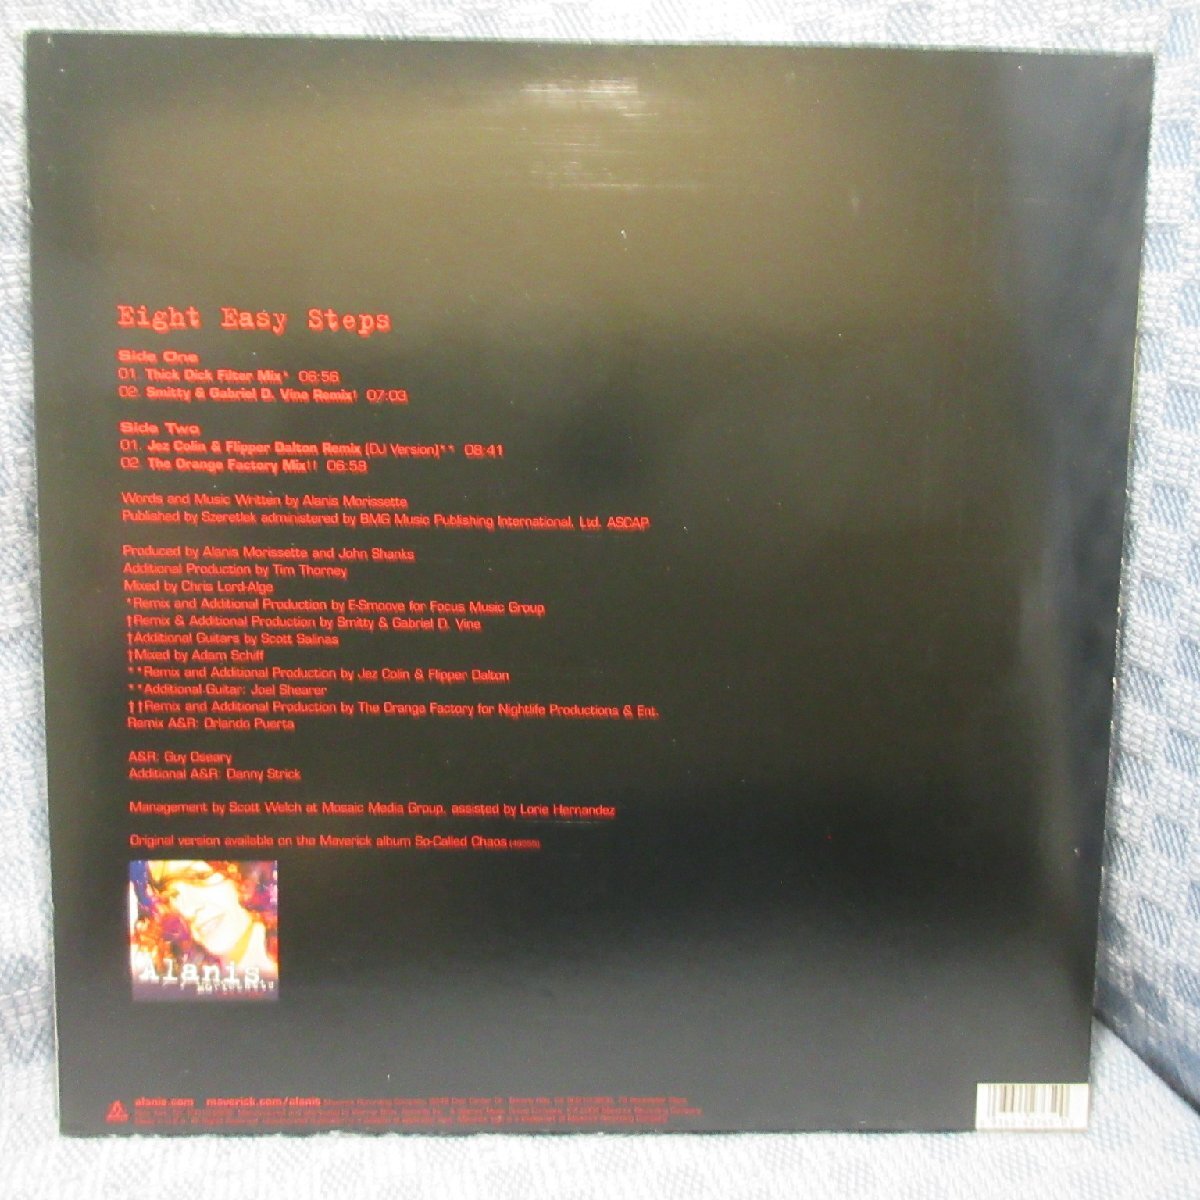 Eight Easy Steps
Side One
01. Thick Dick Filter Mix* 06:56
02. Smitty & Gabriel D. Vine Remix† 07:03
Side Two
01. Jez Colin & Flipper Dalton Remix (DJ Version)** 08:41
02. The Orange Factory Mix†† 06:59
Words and Music Written by Alanis Morissette
Published by Szeretlek administered by BMG Music Publishing International, Ltd. ASCAP
Produced by Alanis Morissette and John Shanks
Additional Production by Tim Thorney
Mixed by Chris Lord-Alge
*Remix and Additional Production by E-Smoove for Focus Music Group
†Remix & Additional Production by Smitty & Gabriel D. Vine
†Additional Guitars by Scott Salinas
†Mixed by Adam Schiff
**Remix and Additional Production by Jez Colin & Flipper Dalton
**Additional Guitar: Joel Shearer
††Remix and Additional Production by The Orange Factory for Nightlife Productions & Ent.
Remix A&R: Orlando Puerta
A&R: Guy Oseary
Additional A&R: Danny Strick
Management by Scott Welch at Mosaic Media Group, assisted by Lorie Hernandez
Original version available on the Maverick album So-Called Chaos
Alanis
Morissette
alanis.com maverick.com/alanis Maverick Recording Company